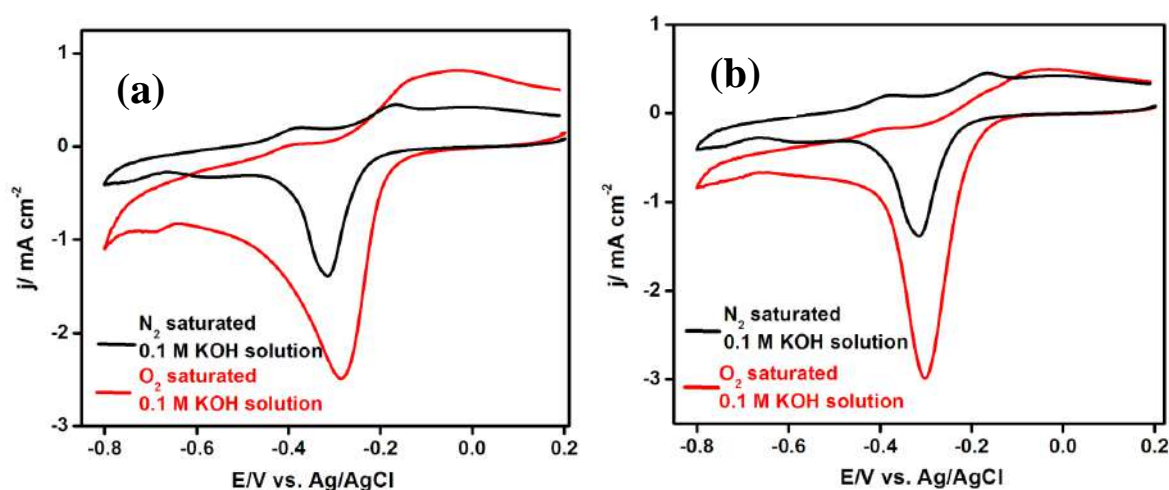 (a)
1
0
-1
-2
-3
j/ mA cm⁻²
N₂ saturated
0.1 M KOH solution
O₂ saturated
0.1 M KOH solution
-0.8 -0.6 -0.4 -0.2 0.0 0.2
E/V vs. Ag/AgCl
(b)
1
0
-1
-2
-3
j/ mA cm⁻²
N₂ saturated
0.1 M KOH solution
O₂ saturated
0.1 M KOH solution
-0.8 -0.6 -0.4 -0.2 0.0 0.2
E/V vs. Ag/AgCl